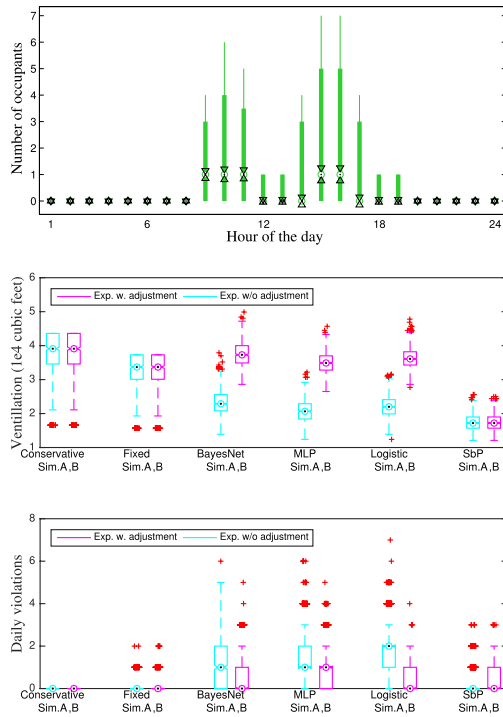 7
6
5
4
3
2
1
0
Number of occupants
1 6 12 18 24
Hour of the day
6
5
4
3
2
1
Ventillation (1e4 cubic feet)
Exp. w. adjustment Exp. w/o adjustment
Conservative Fixed BayesNet MLP Logistic SbP
Sim.A,B Sim.A,B Sim.A,B Sim.A,B Sim.A,B Sim.A,B
8
6
4
2
0
Daily violations
Exp. w. adjustment Exp. w/o adjustment
Conservative Fixed BayesNet MLP Logistic SbP
Sim.A,B Sim.A,B Sim.A,B Sim.A,B Sim.A,B Sim.A,B